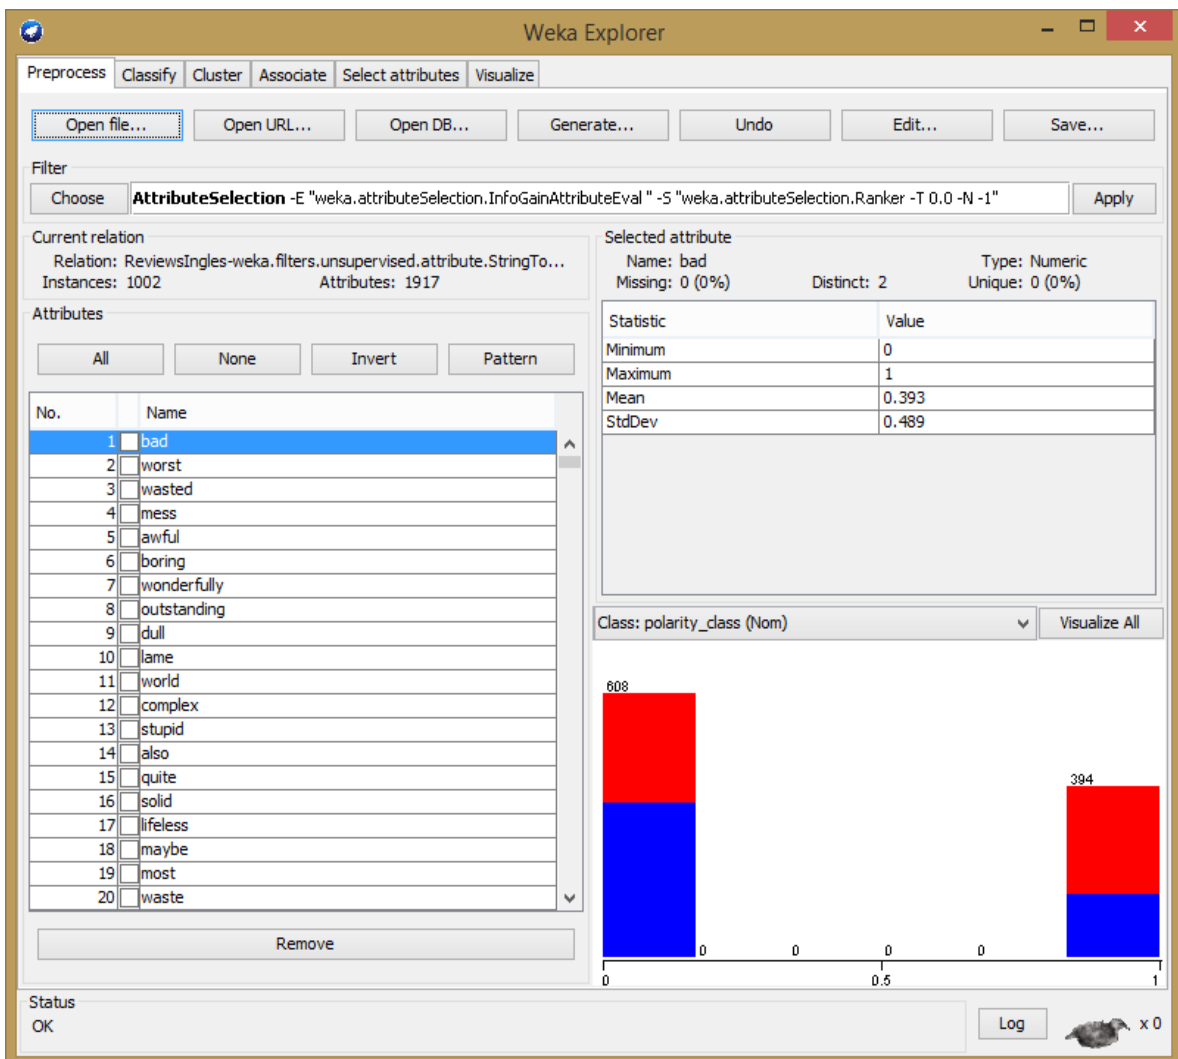 Weka Explorer
Preprocess Classify Cluster Associate Select attributes Visualize
Open file... Open URL... Open DB... Generate... Undo Edit... Save...
Filter
Choose AttributeSelection -E "weka.attributeSelection.InfoGainAttributeEval " -S "weka.attributeSelection.Ranker -T 0.0 -N -1" Apply
Current relation
Relation: ReviewsIngles-weka.filters.unsupervised.attribute.StringTo...
Instances: 1002 Attributes: 1917
Attributes
All None Invert Pattern
No. Name
1 bad
2 worst
3 wasted
4 mess
5 awful
6 boring
7 wonderfully
8 outstanding
9 dull
10 lame
11 world
12 complex
13 stupid
14 also
15 quite
16 solid
17 lifeless
18 maybe
19 most
20 waste
Remove
Selected attribute
Name: bad Type: Numeric
Missing: 0 (0%) Distinct: 2 Unique: 0 (0%)
Statistic Value
Minimum 0
Maximum 1
Mean 0.393
StdDev 0.489
Class: polarity_class (Nom) Visualize All
608
394
0 0 0 0
0 0.5 1
Status
OK
Log x 0